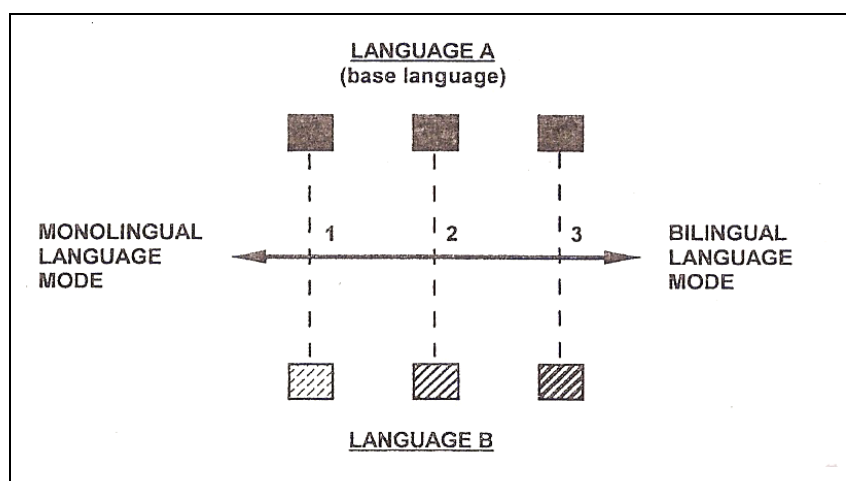 LANGUAGE A
(base language)
1
2
3
MONOLINGUAL
LANGUAGE
MODE
BILINGUAL
LANGUAGE
MODE
LANGUAGE B